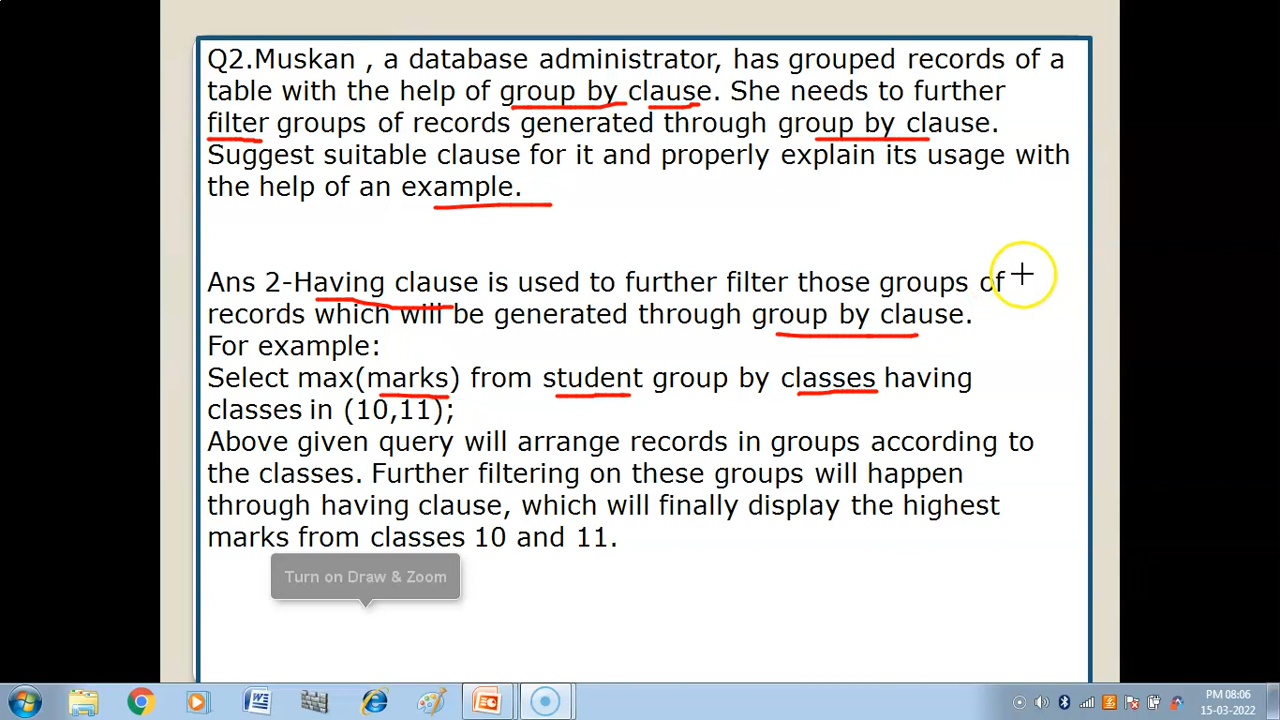 Q2.Muskan , a database administrator, has grouped records of a
table with the help of group by clause. She needs to further
filter groups of records generated through group by clause.
Suggest suitable clause for it and properly explain its usage with
the help of an example.
Ans 2-Having clause is used to further filter those groups of
records which will be generated through group by clause.
For example:
Select max(marks) from student group by classes having
classes in (10,11);
Above given query will arrange records in groups according to
the classes. Further filtering on these groups will happen
through having clause, which will finally display the highest
marks from classes 10 and 11.
Turn on Draw & Zoom
PM 08:06
15-03-2022